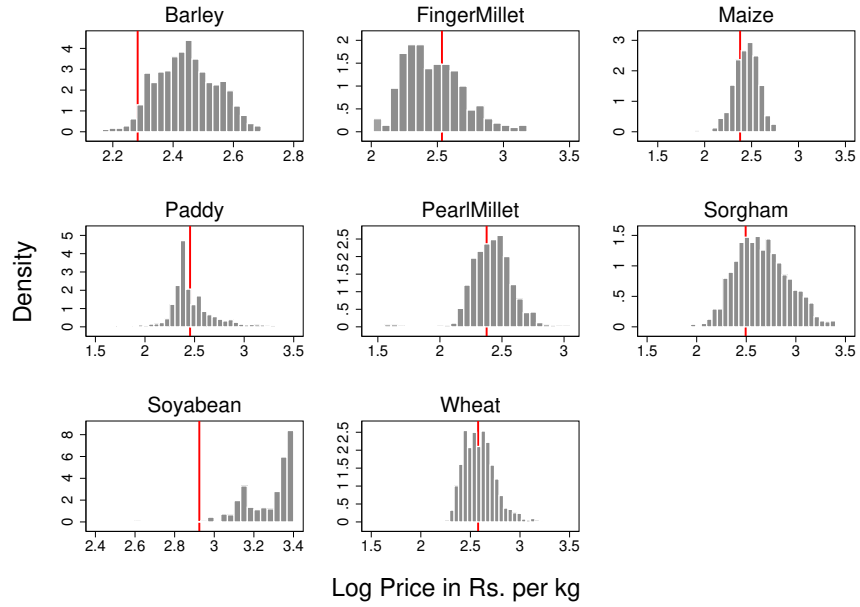 Barley
0 1 2 3 4
2.2 2.4 2.6 2.8
FingerMillet
0 .5 1 1.5 2
2 2.5 3 3.5
Maize
0 1 2 3
1.5 2 2.5 3 3.5
Density
Paddy
0 1 2 3 4 5
1.5 2 2.5 3 3.5
PearlMillet
0 .5 1 1.5 2 2.5
1.5 2 2.5 3
Sorgham
0 .5 1 1.5
1.5 2 2.5 3 3.5
Soyabean
0 2 4 6 8
2.4 2.6 2.8 3 3.2 3.4
Wheat
0 .5 1 1.5 2 2.5
1.5 2 2.5 3 3.5
Log Price in Rs. per kg